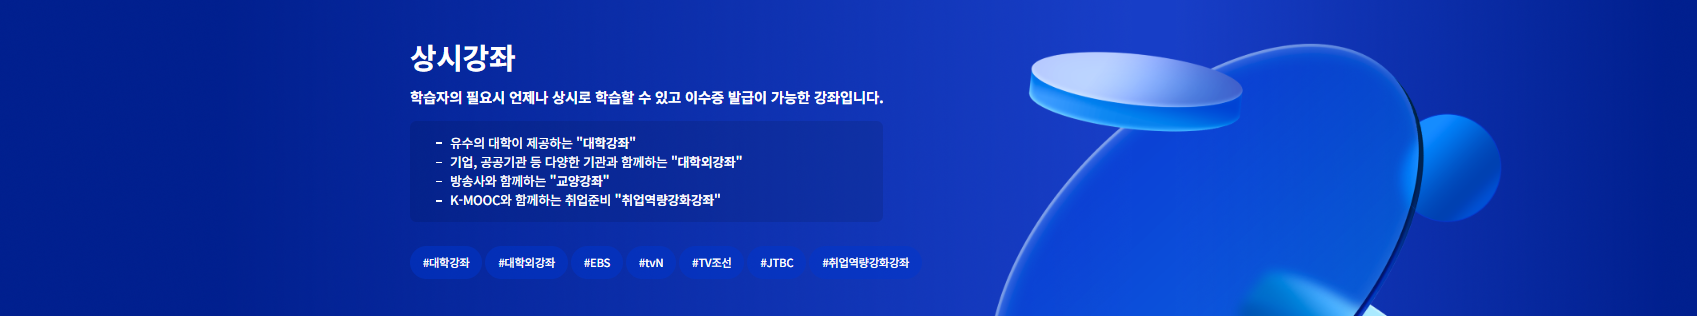 상시강좌
학습자의 필요시 언제나 상시로 학습할 수 있고 이수증 발급이 가능한 강좌입니다.
– 유수의 대학이 제공하는 "대학강좌"
– 기업, 공공기관 등 다양한 기관과 함께하는 "대학외강좌"
– 방송사와 함께하는 "교양강좌"
– K-MOOC와 함께하는 취업준비 "취업역량강화강좌"
#대학강좌 #대학외강좌 #EBS #tvN #TV조선 #JTBC #취업역량강화강좌